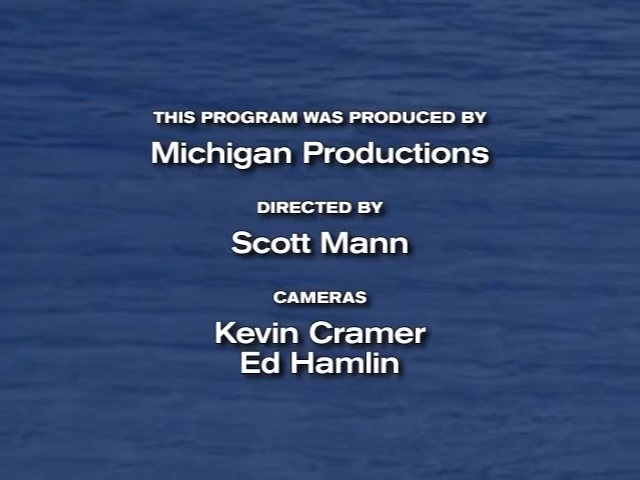 THIS PROGRAM WAS PRODUCED BY
Michigan Productions
DIRECTED BY
Scott Mann
CAMERAS
Kevin Cramer
Ed Hamlin